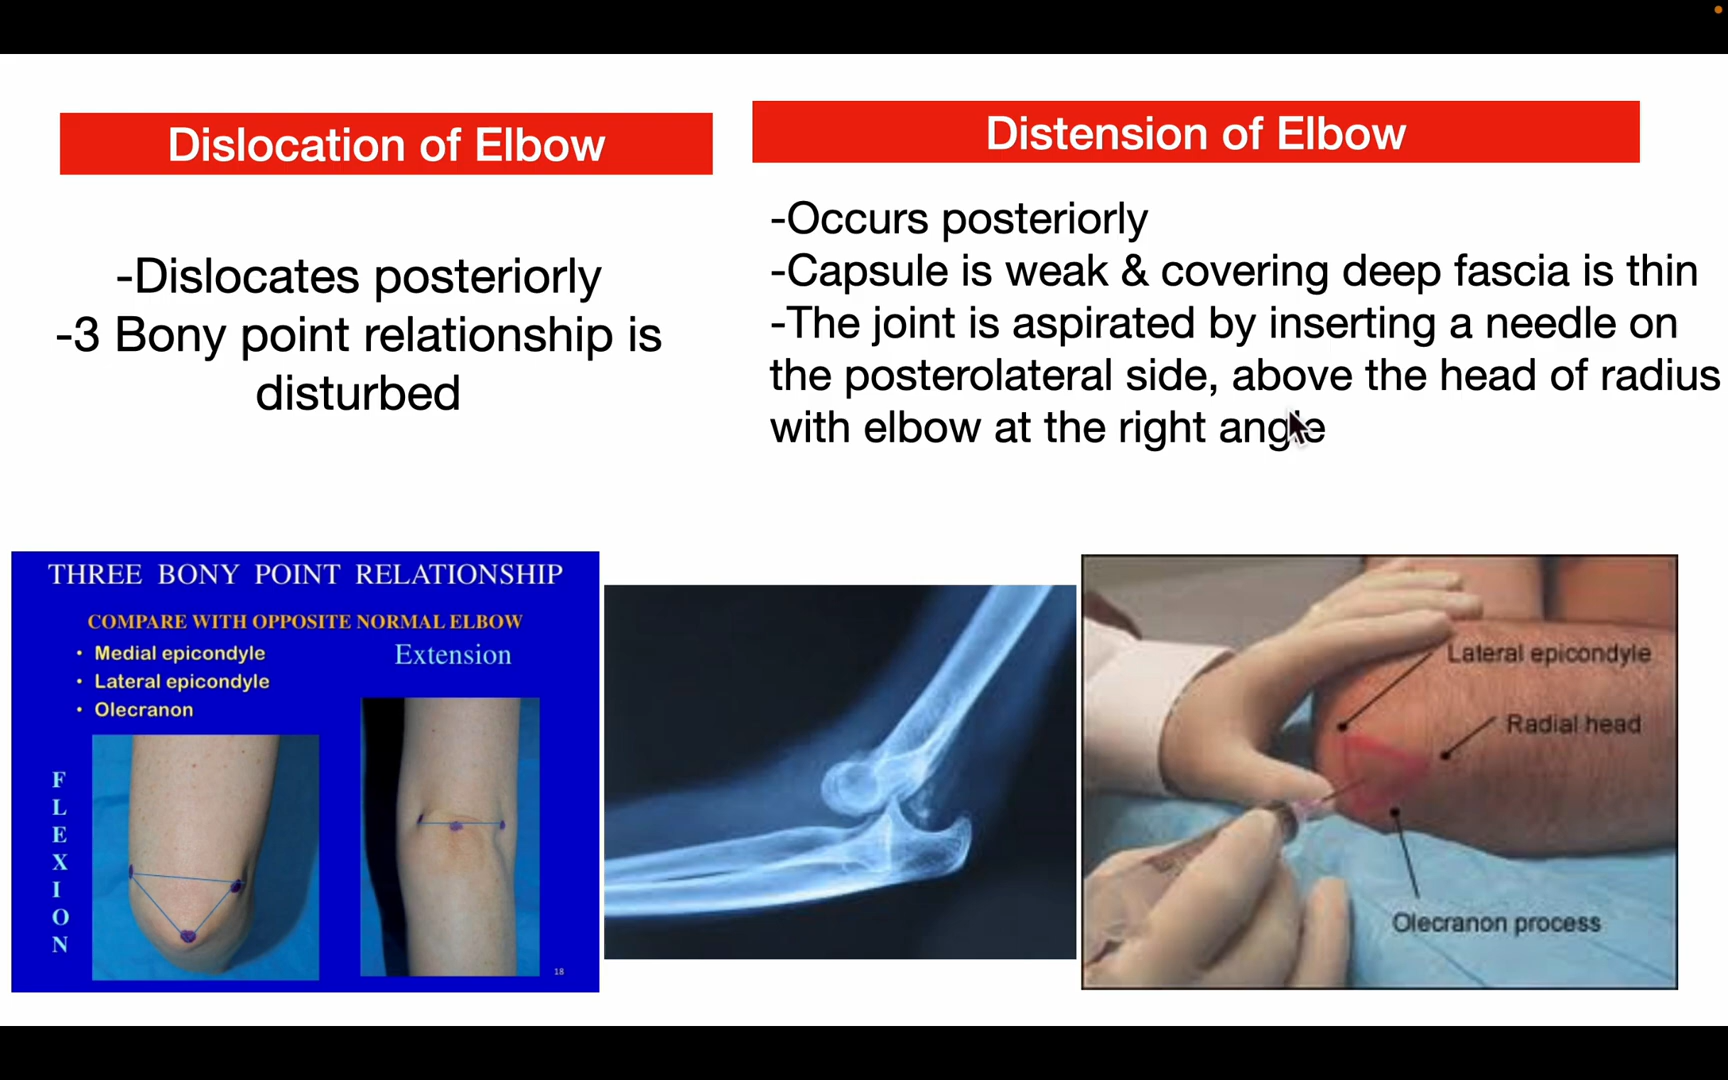 Dislocation of Elbow
-Dislocates posteriorly
-3 Bony point relationship is
disturbed
Distension of Elbow
-Occurs posteriorly
-Capsule is weak & covering deep fascia is thin
-The joint is aspirated by inserting a needle on
the posterolateral side, above the head of radius
with elbow at the right angle
THREE BONY POINT RELATIONSHIP
COMPARE WITH OPPOSITE NORMAL ELBOW
• Medial epicondyle
• Lateral epicondyle
• Olecranon
Extension
FLEXION
18
Lateral epicondyle
Radial head
Olecranon process